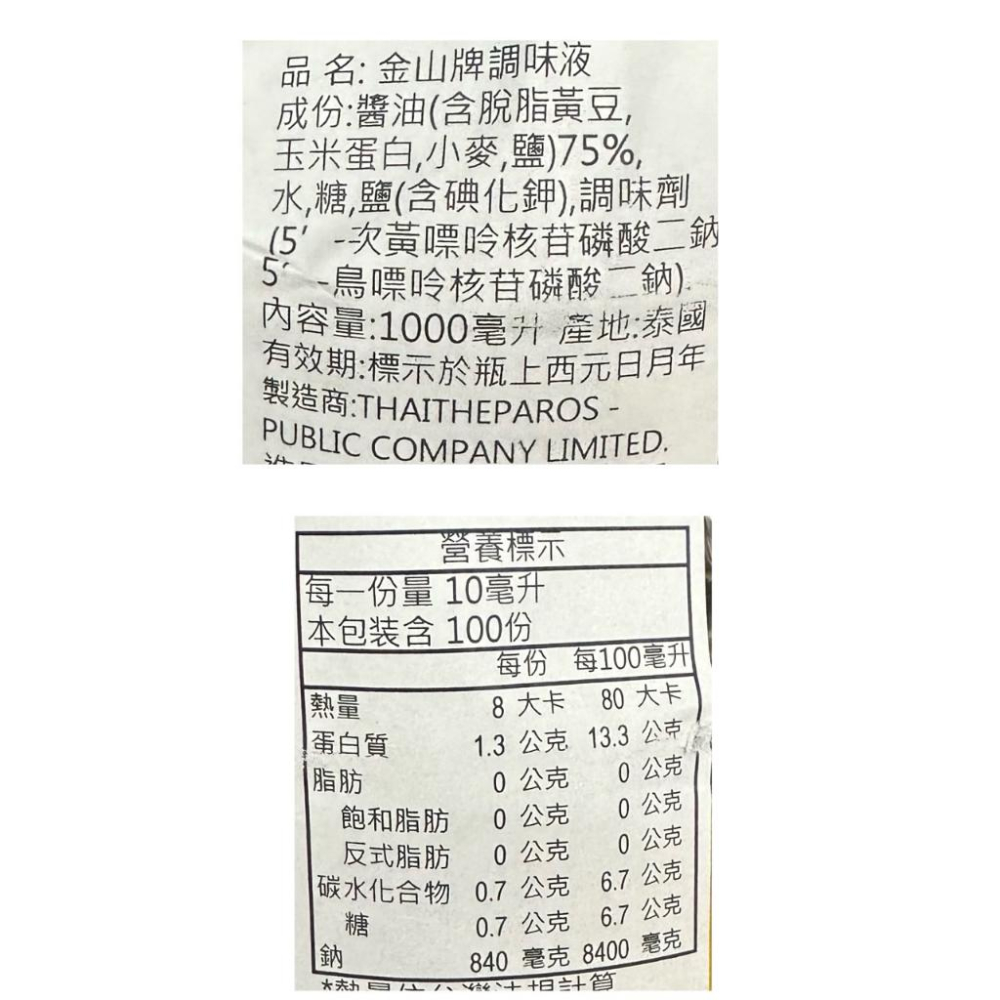 品 名: 金山牌調味液
成份:醬油(含脫脂黃豆,
玉米蛋白,小麥,鹽)75%,
水,糖,鹽(含碘化鉀),調味劑
(5' -次黃嘌呤核苷磷酸二鈉
5' -鳥嘌呤核苷磷酸二鈉).
內容量:1000毫升 產地:泰國
有效期:標示於瓶上西元日月年
製造商:THAITHEPAROS -
PUBLIC COMPANY LIMITED.
營養標示
每一份量 10毫升
本包裝含 100份
每份 每100毫升
熱量 8 大卡 80 大卡
蛋白質 1.3 公克 13.3 公克
脂肪 0 公克 0 公克
飽和脂肪 0 公克 0 公克
反式脂肪 0 公克 0 公克
碳水化合物 0.7 公克 6.7 公克
糖 0.7 公克 6.7 公克
鈉 840 毫克 8400 毫克